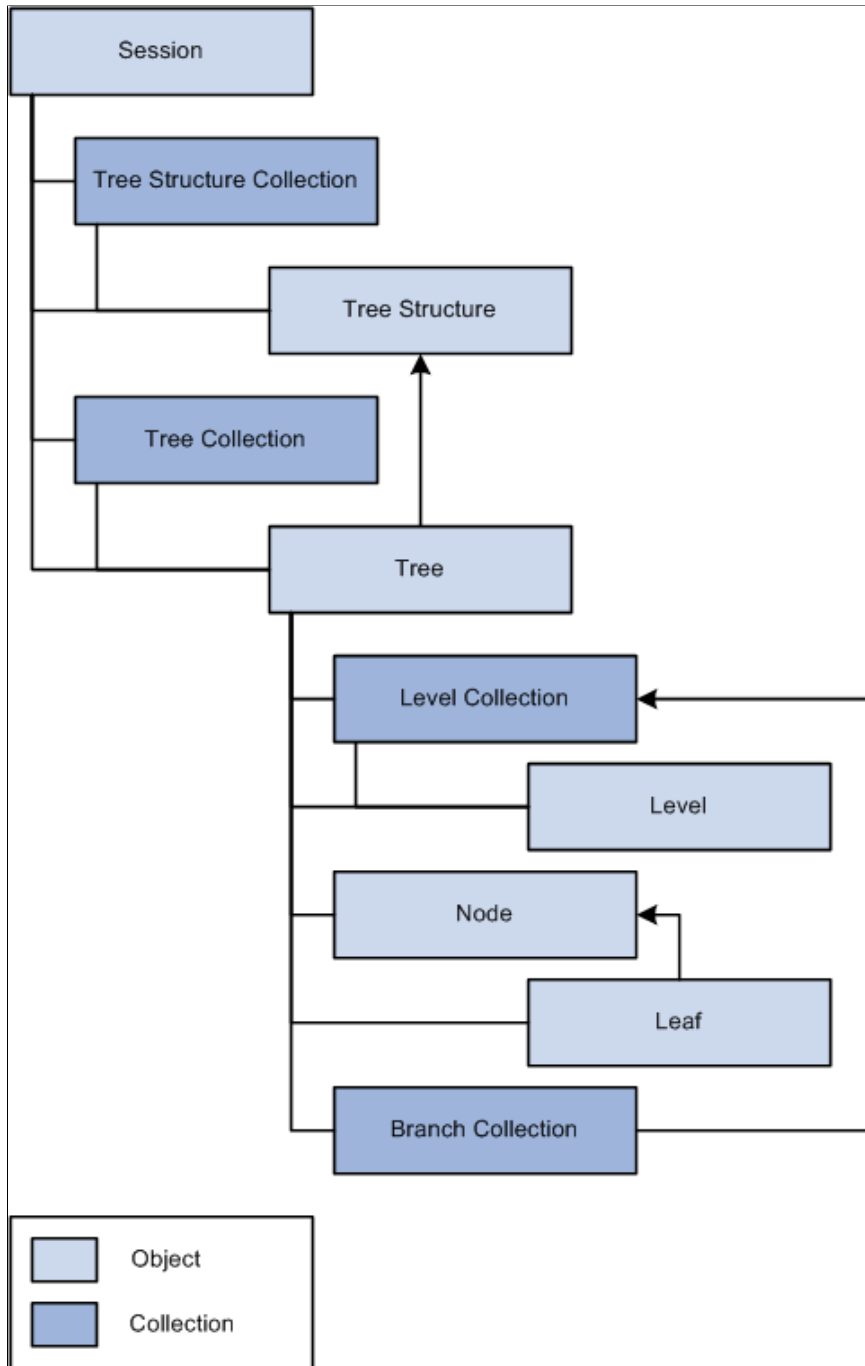 Session
Tree Structure Collection
Tree Structure
Tree Collection
Tree
Level Collection
Level
Node
Leaf
Branch Collection
Object
Collection